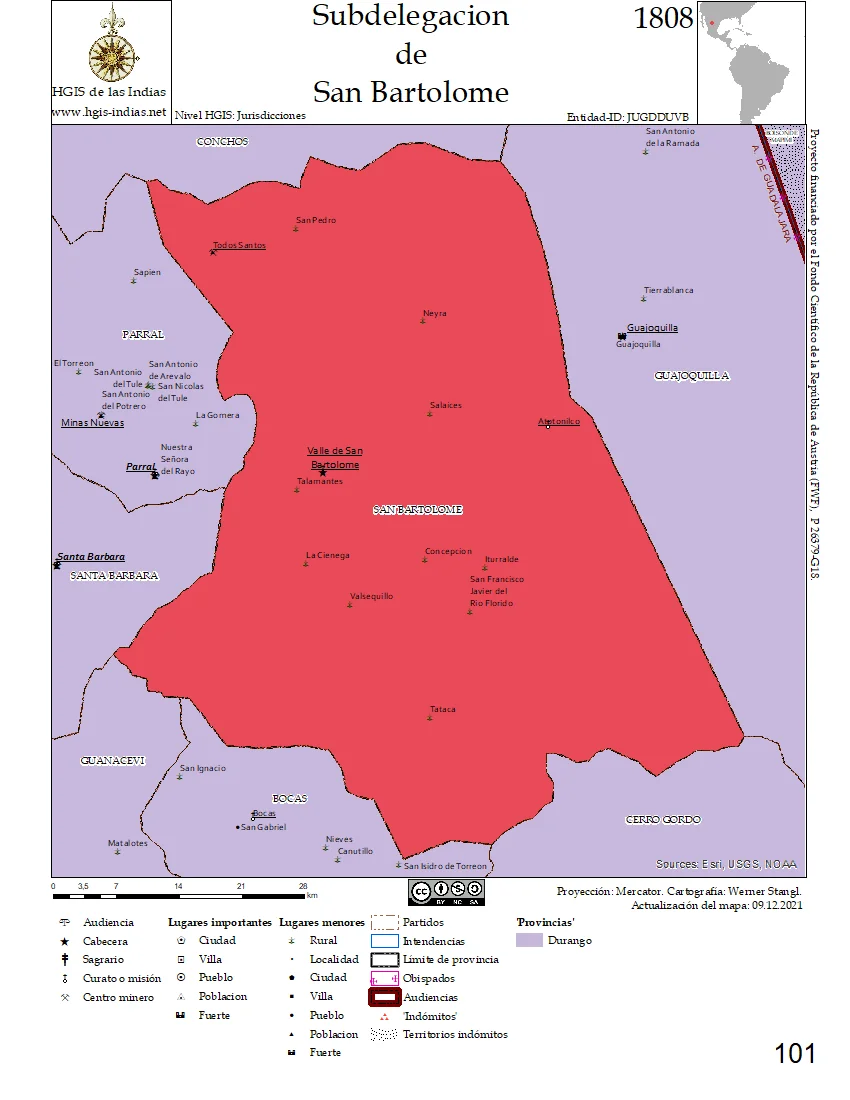 Subdelegacion
de
San Bartolome
1808
HGIS de las Indias
www.hgis-indias.net
Nivel HGIS: Jurisdicciones
Entidad-ID: JUGDDUVB
CONCHOS
San Antonio
de la Ramada
A. DE GUADALAJARA
San Pedro
Todos Santos
Sapien
Tierrablanca
Neyra
Guajoquilla
Guajoquilla
PARRAL
GUAJOQUILLA
El Torreon
San Antonio
de Arevalo
San Antonio
del Tule
San Nicolas
del Tule
San Antonio
del Potrero
La Gomera
Minas Nuevas
Salaices
Atotonilco
Nuestra
Señora
del Rayo
Parral
Valle de San
Bartolome
Talamantes
SAN BARTOLOME
Santa Barbara
SANTA BARBARA
La Cienega
Concepcion
Iturralde
San Francisco
Javier del
Rio Florido
Valsequillo
Tataca
GUANACEVI
San Ignacio
BOCAS
Bocas
San Gabriel
CERRO GORDO
Matalotes
Nieves
Canutillo
San Isidro de Torreon
Sources: Esri, USGS, NOAA
Proyecto financiado por el Fondo Científico de la República de Austria (FWF), P 26379-G18.
0 3,5 7 14 21 28
km
cc BY NC SA
Proyección: Mercator. Cartografía: Werner Stangl.
Actualización del mapa: 09.12.2021
Audiencia
Cabecera
Sagrario
Curato o misión
Centro minero
Lugares importantes
Ciudad
Villa
Pueblo
Poblacion
Fuerte
Lugares menores
Rural
Localidad
Ciudad
Villa
Pueblo
Poblacion
Fuerte
Partidos
Intendencias
Límite de provincia
Obispados
Audiencias
'Indómitos'
Territorios indómitos
'Provincias'
Durango
101